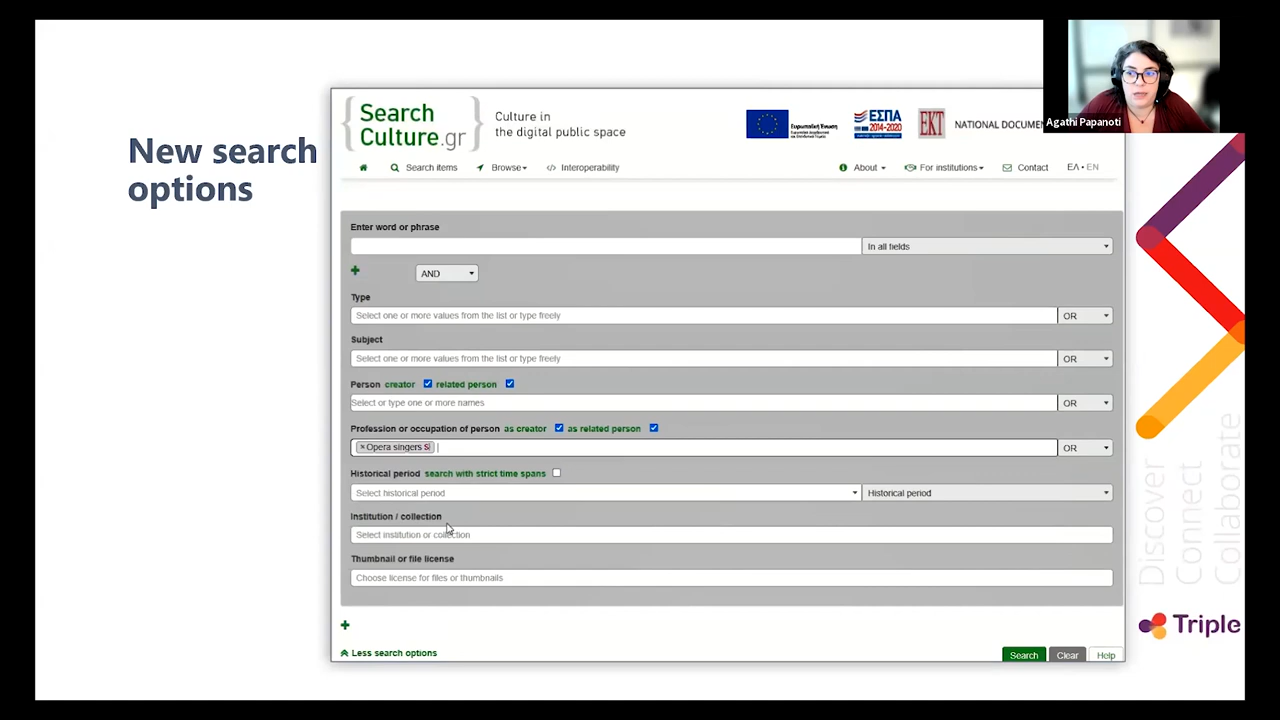 New search
options
Search
Culture.gr
Culture in
the digital public space
Ευρωπαϊκή Ένωση
ΕΣΠΑ
2014-2020
ΕΚΤ
NATIONAL DOCUMEN
Agathi Papanoti
Search items
Browse
Interoperability
About
For institutions
Contact
ΕΛ • EN
Enter word or phrase
In all fields
AND
Type
Select one or more values from the list or type freely
OR
Subject
Select one or more values from the list or type freely
OR
Person creator related person
Select or type one or more names
OR
Profession or occupation of person as creator as related person
× Opera singers
OR
Historical period search with strict time spans
Select historical period
Historical period
Institution / collection
Select institution or collection
Thumbnail or file license
Choose license for files or thumbnails
Less search options
Search
Clear
Help
Discover
Connect
Collaborate
Triple